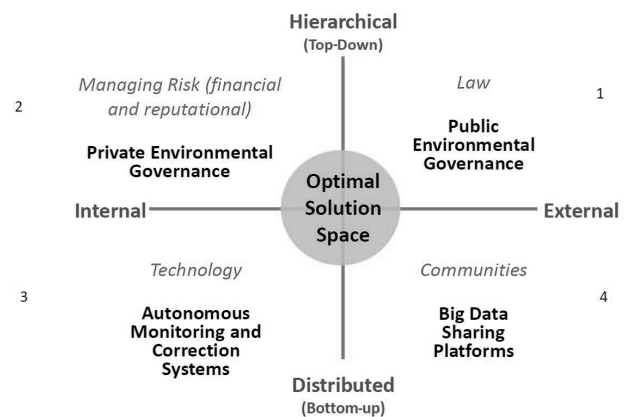 Hierarchical
(Top-Down)
Managing Risk (financial
and reputational)
2
Private Environmental
Governance
Law
1
Public
Environmental
Governance
Optimal
Solution
Space
Internal
External
Technology
3
Autonomous
Monitoring and
Correction
Systems
Communities
4
Big Data
Sharing
Platforms
Distributed
(Bottom-up)